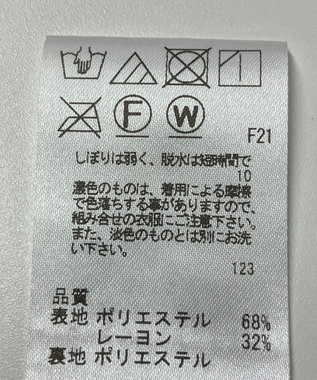 F
W
F21
しぼりは弱く、脱水は短時間で
10
濃色のものは、着用による摩擦
で色落ちする事がありますので、
組み合せの衣服にご注意下さい。
また、淡色のものとは別にお洗
い下さい。
123
品質
表地 ポリエステル 68%
レーヨン 32%
裏地 ポリエステル